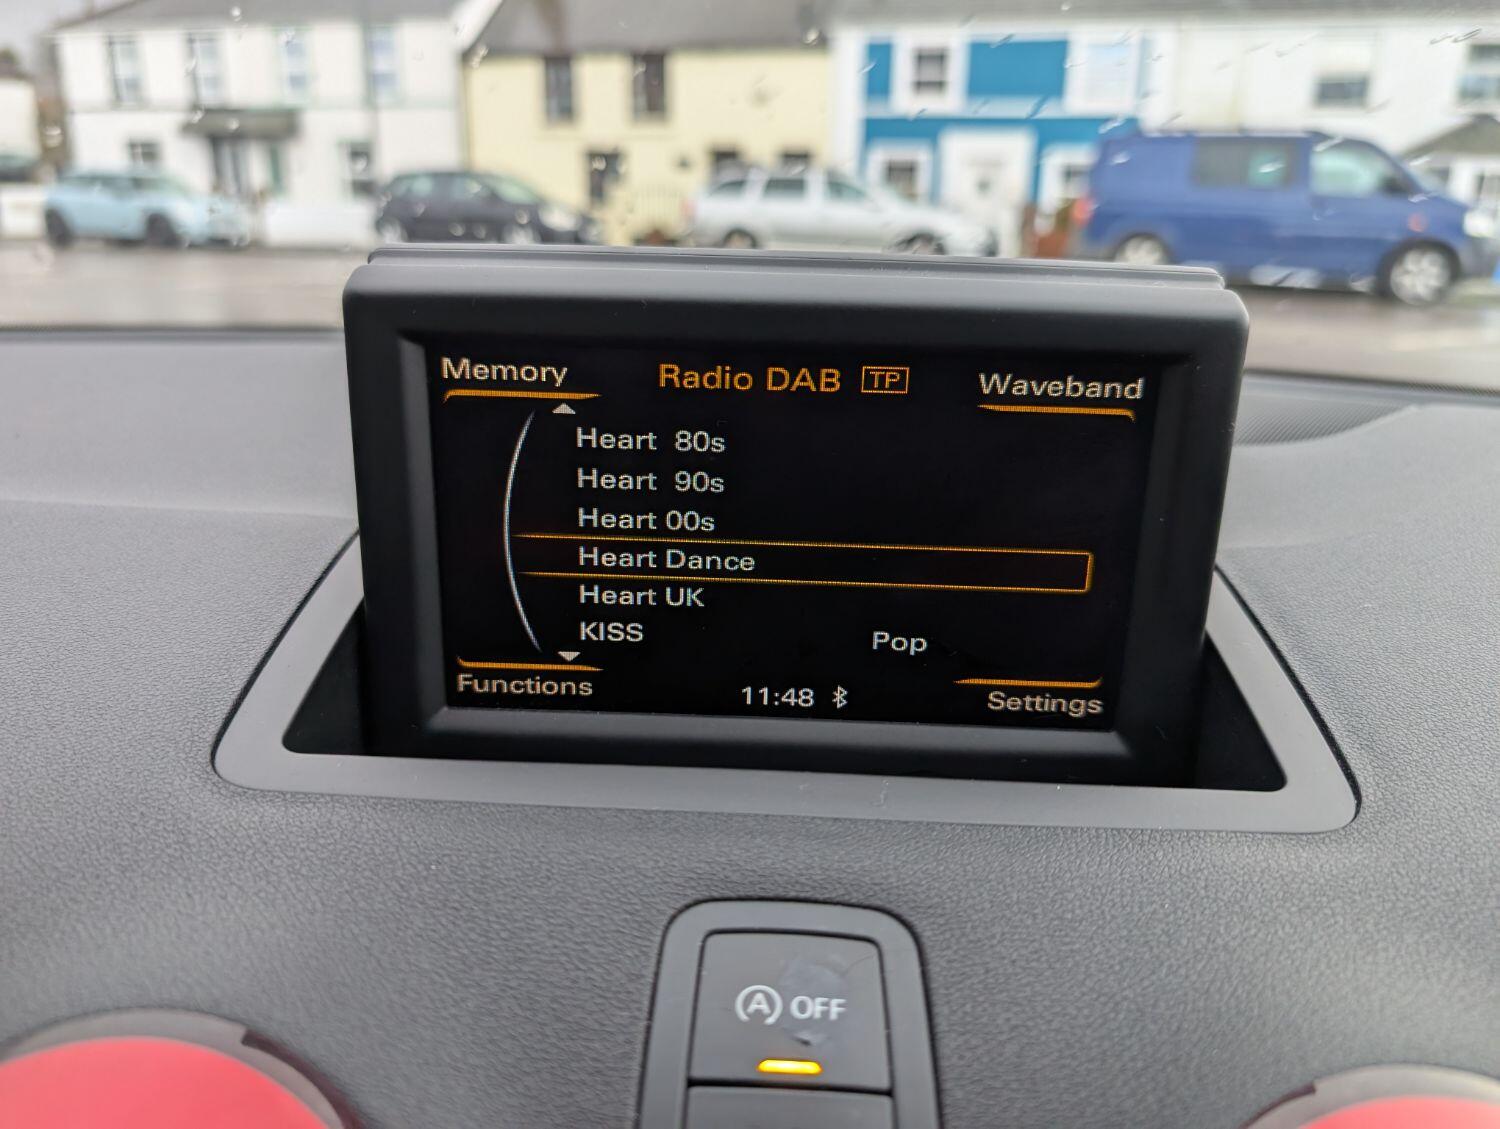 Memory Radio DAB TP Waveband
Heart 80s
Heart 90s
Heart 00s
Heart Dance
Heart UK
KISS Pop
Functions 11:48 Settings
A OFF